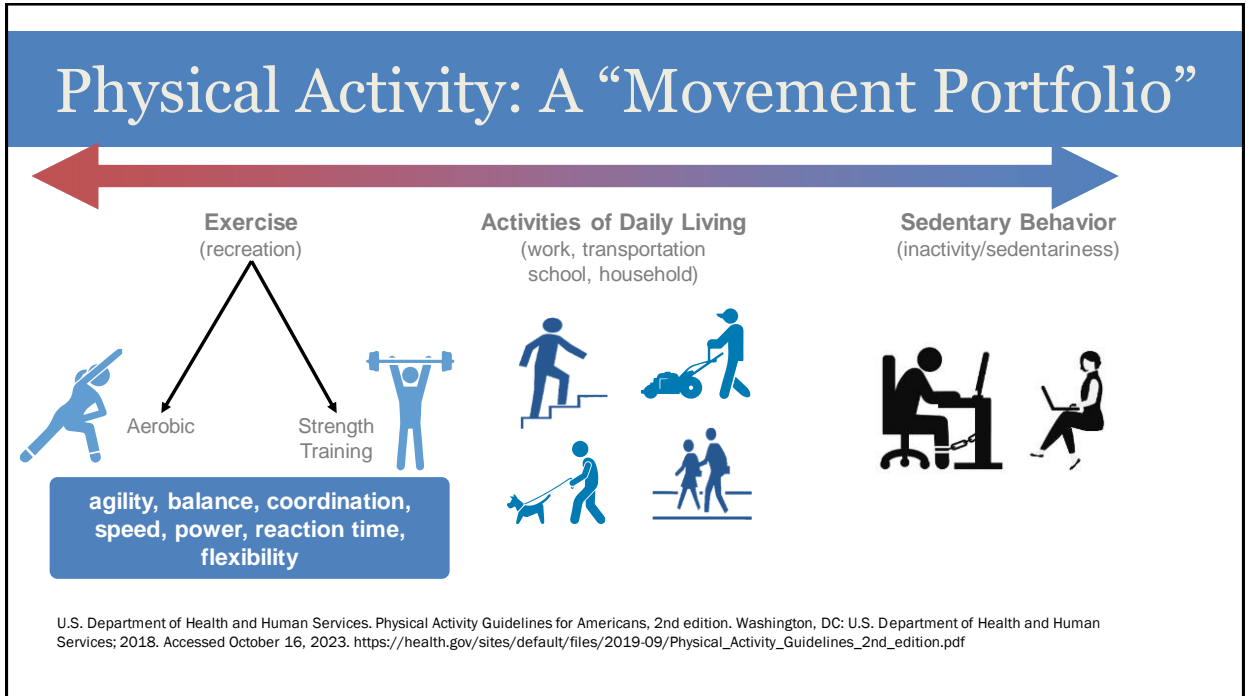 Physical Activity: A “Movement Portfolio”
Exercise
(recreation)
Aerobic
Strength
Training
agility, balance, coordination,
speed, power, reaction time,
flexibility
Activities of Daily Living
(work, transportation
school, household)
Sedentary Behavior
(inactivity/sedentariness)
U.S. Department of Health and Human Services. Physical Activity Guidelines for Americans, 2nd edition. Washington, DC: U.S. Department of Health and Human
Services; 2018. Accessed October 16, 2023. https://health.gov/sites/default/files/2019-09/Physical_Activity_Guidelines_2nd_edition.pdf